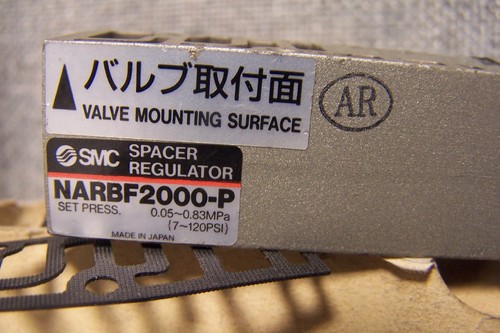 バルブ取付面
VALVE MOUNTING SURFACE
AR
SMC SPACER
REGULATOR
NARBF2000-P
SET PRESS. 0.05~0.83MPa
{7~120PSI}
MADE IN JAPAN